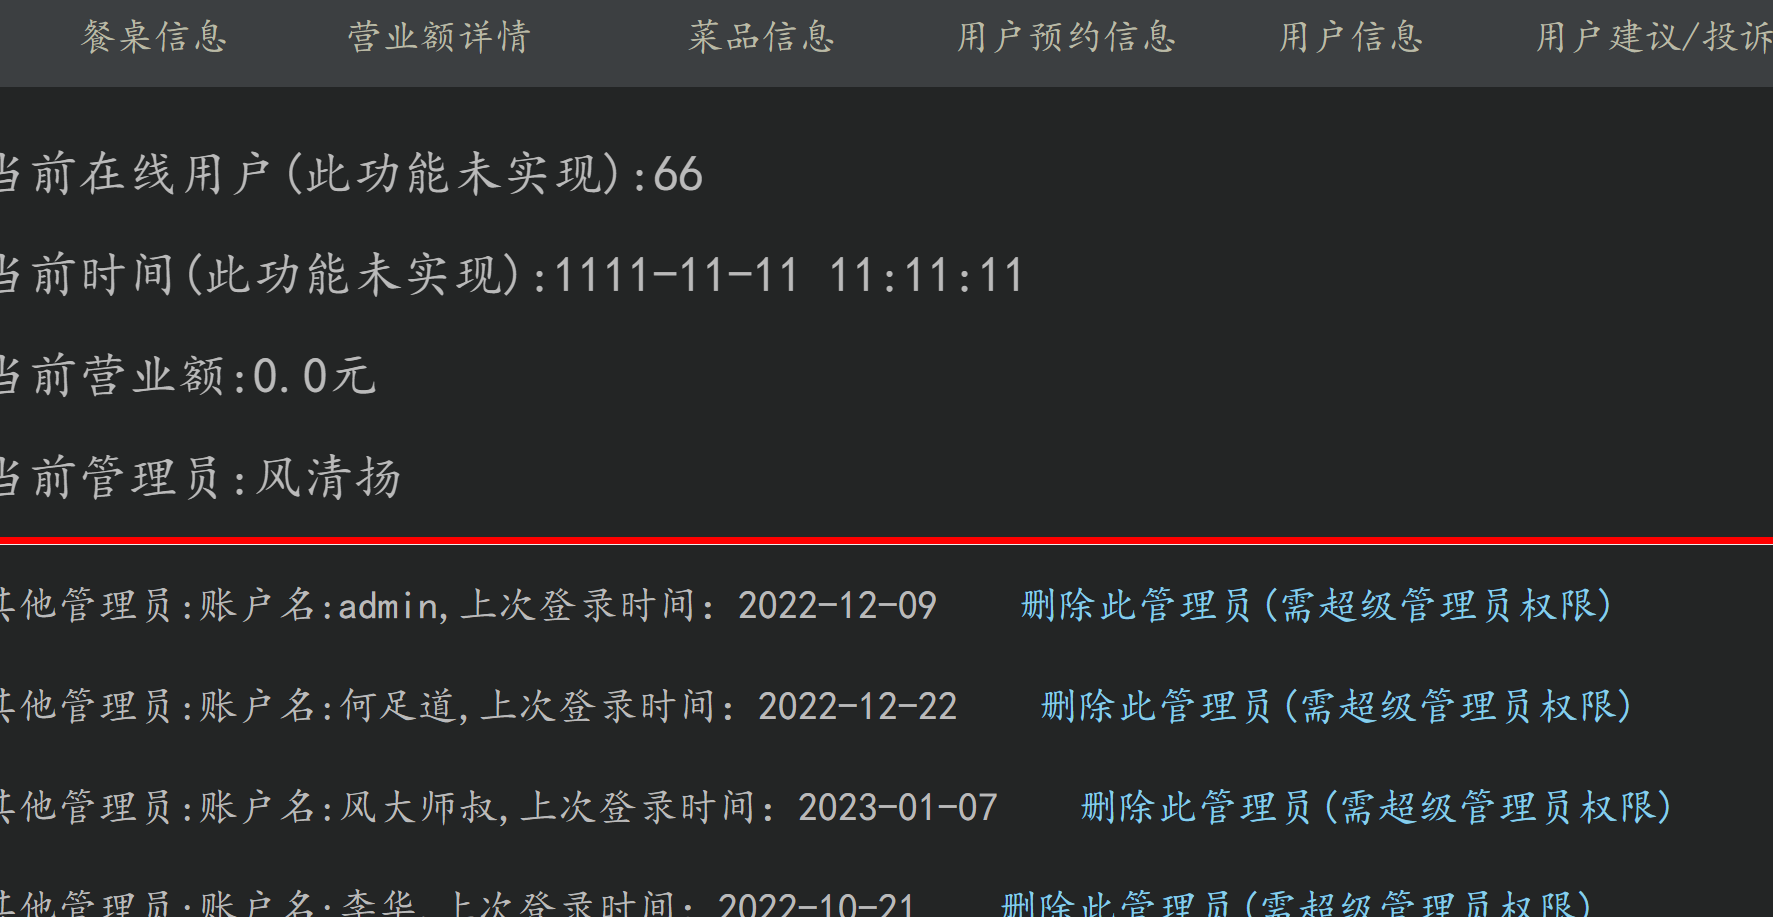 餐桌信息 营业额详情 菜品信息 用户预约信息 用户信息 用户建议/投诉
当前在线用户(此功能未实现):66
当前时间(此功能未实现):1111-11-11 11:11:11
当前营业额:0.0元
当前管理员:风清扬
其他管理员:账户名:admin,上次登录时间：2022-12-09 删除此管理员(需超级管理员权限)
其他管理员:账户名:何足道,上次登录时间：2022-12-22 删除此管理员(需超级管理员权限)
其他管理员:账户名:风大师叔,上次登录时间：2023-01-07 删除此管理员(需超级管理员权限)
其他管理员:账户名:李华,上次登录时间：2022-10-21 删除此管理员(需超级管理员权限)